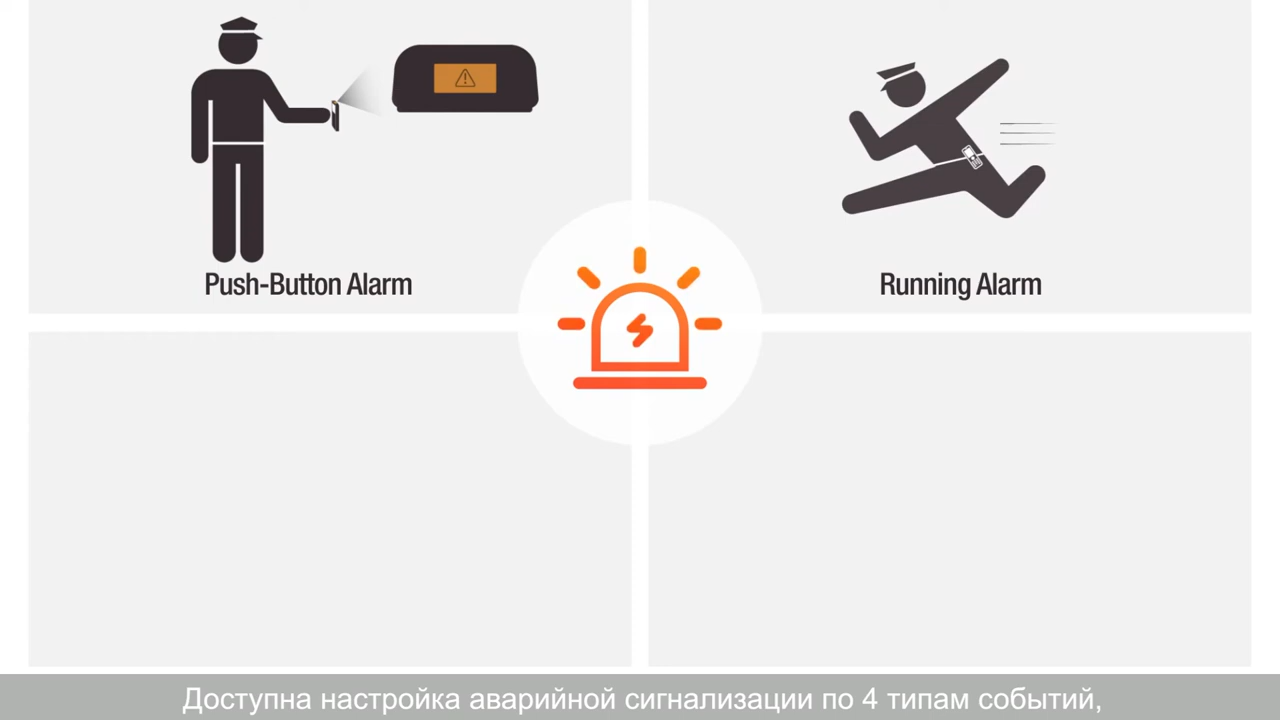 Push-Button Alarm
Running Alarm
Доступна настройка аварийной сигнализации по 4 типам событий,